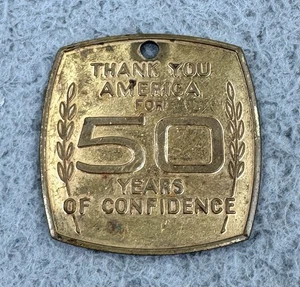 THANK YOU
AMERICA
FOR
50
YEARS
OF CONFIDENCE